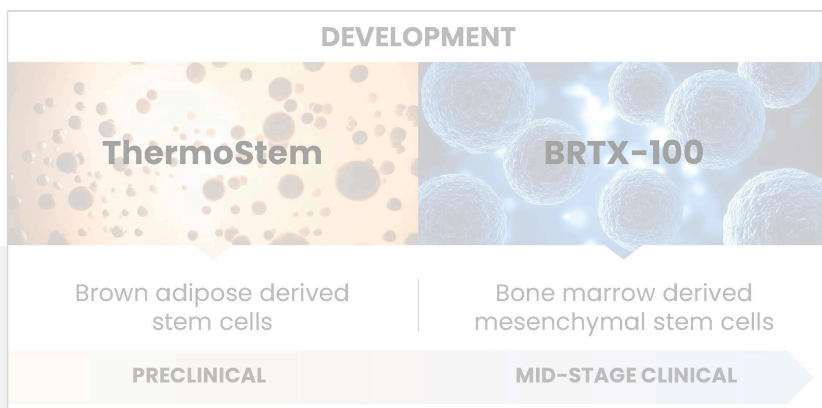 DEVELOPMENT
ThermoStem
BRTX-100
Brown adipose derived
stem cells
Bone marrow derived
mesenchymal stem cells
PRECLINICAL
MID-STAGE CLINICAL